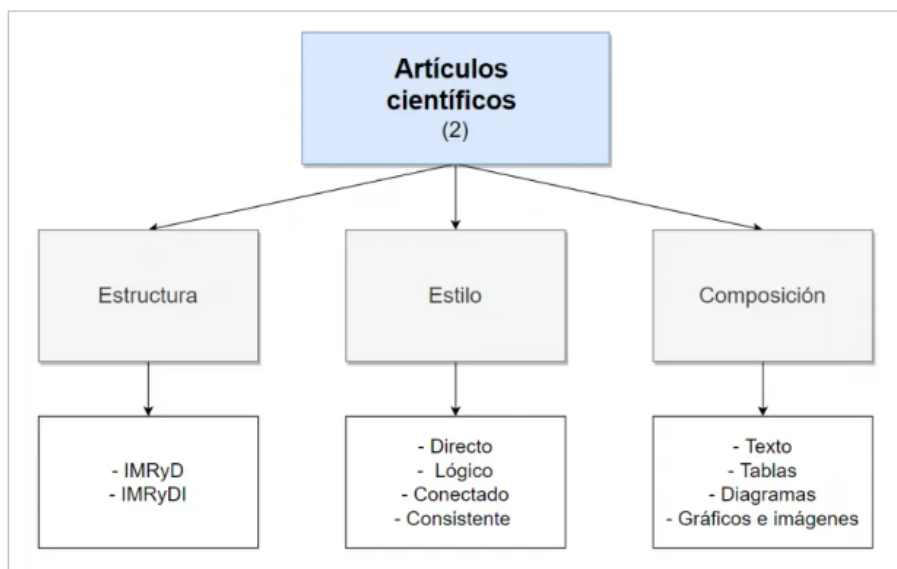 Artículos
científicos
(2)
Estructura
Estilo
Composición
- IMRyD
- IMRyDI
- Directo
- Lógico
- Conectado
- Consistente
- Texto
- Tablas
- Diagramas
- Gráficos e imágenes